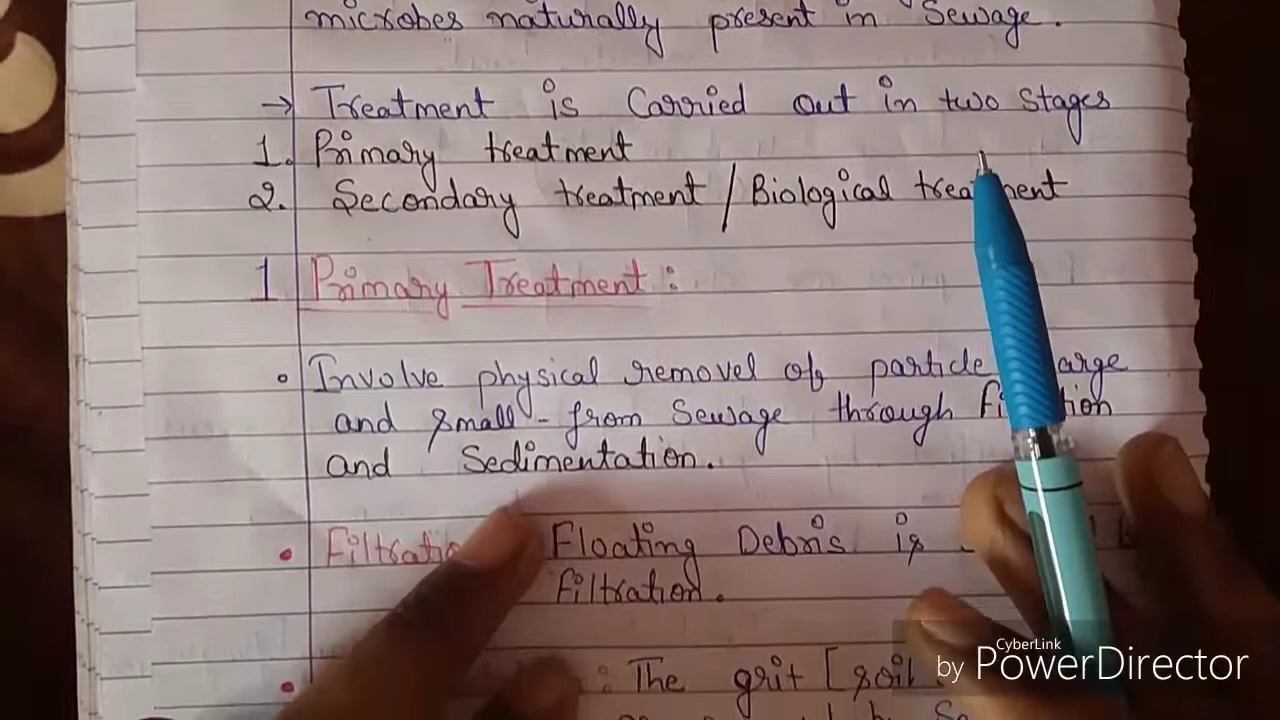 microbes naturally present in Sewage.
→ Treatment is Carried out in two Stages
1. Primary treatment
2. Secondary treatment / Biological treatment
1 Primary Treatment :
Involve physical removel of particle large
and small - from Sewage through
and Sedimentation.
Floating Debris is
filtration.
: The grit [soil
CyberLink
by PowerDirector